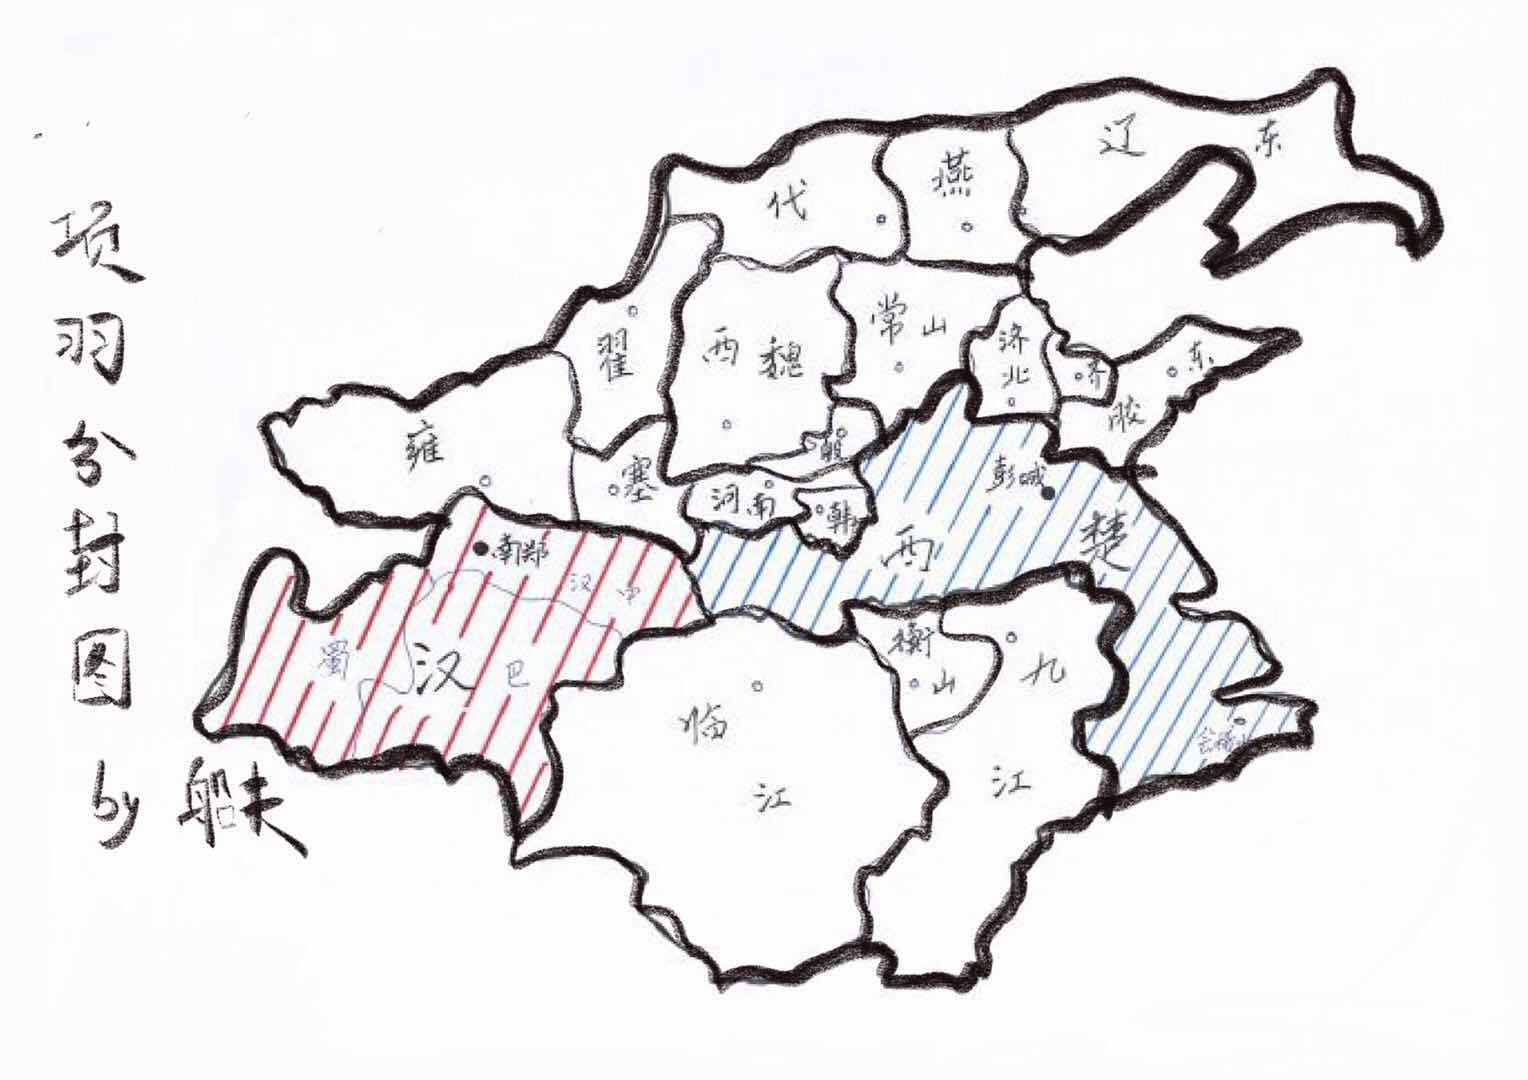 项羽分封图
by 船夫
辽东
燕
代
常山
济北
齐
胶东
翟
西魏
殷
雍
塞
河南
韩
彭城
西楚
南郑
汉中
蜀
汉
巴
衡山
九江
临江